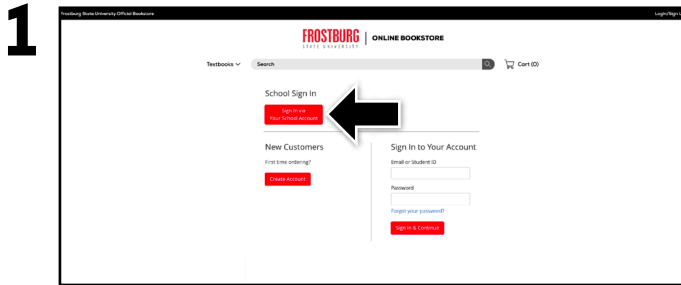 1
Frostburg State University Official Bookstore
Login/Sign U
FROSTBURG
STATE UNIVERSITY
ONLINE BOOKSTORE
Textbooks
Search
Cart (0)
School Sign In
Sign In via
Your School Account
New Customers
First time ordering?
Create Account
Sign In to Your Account
Email or Student ID
Password
Forgot your password?
Sign In & Continue